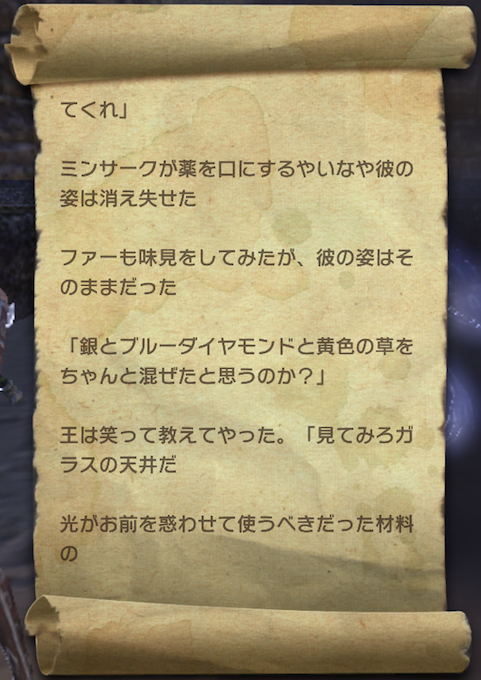 てくれ」
ミンサークが薬を口にするやいなや彼の
姿は消え失せた
ファーも味見をしてみたが、彼の姿はそ
のままだった
「銀とブルーダイヤモンドと黄色の草を
ちゃんと混ぜたと思うのか？」
王は笑って教えてやった。「見てみろガ
ラスの天井だ
光がお前を惑わせて使うべきだった材料
の